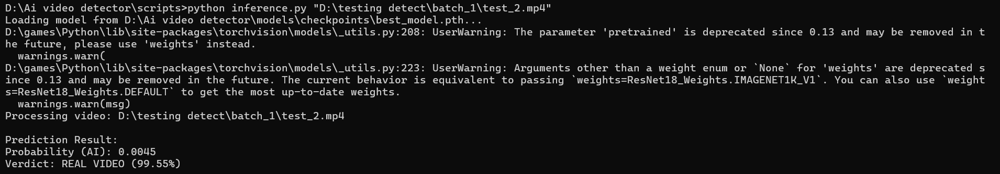 D:\Ai video detector\scripts>python inference.py "D:\testing detect\batch_1\test_2.mp4"
Loading model from D:\Ai video detector\models\checkpoints\best_model.pth...
D:\games\Python\lib\site-packages\torchvision\models\_utils.py:208: UserWarning: The parameter 'pretrained' is deprecated since 0.13 and may be removed in t
he future, please use 'weights' instead.
  warnings.warn(
D:\games\Python\lib\site-packages\torchvision\models\_utils.py:223: UserWarning: Arguments other than a weight enum or `None` for 'weights' are deprecated s
ince 0.13 and may be removed in the future. The current behavior is equivalent to passing `weights=ResNet18_Weights.IMAGENET1K_V1`. You can also use `weight
s=ResNet18_Weights.DEFAULT` to get the most up-to-date weights.
  warnings.warn(msg)
Processing video: D:\testing detect\batch_1\test_2.mp4

Prediction Result:
Probability (AI): 0.0045
Verdict: REAL VIDEO (99.55%)